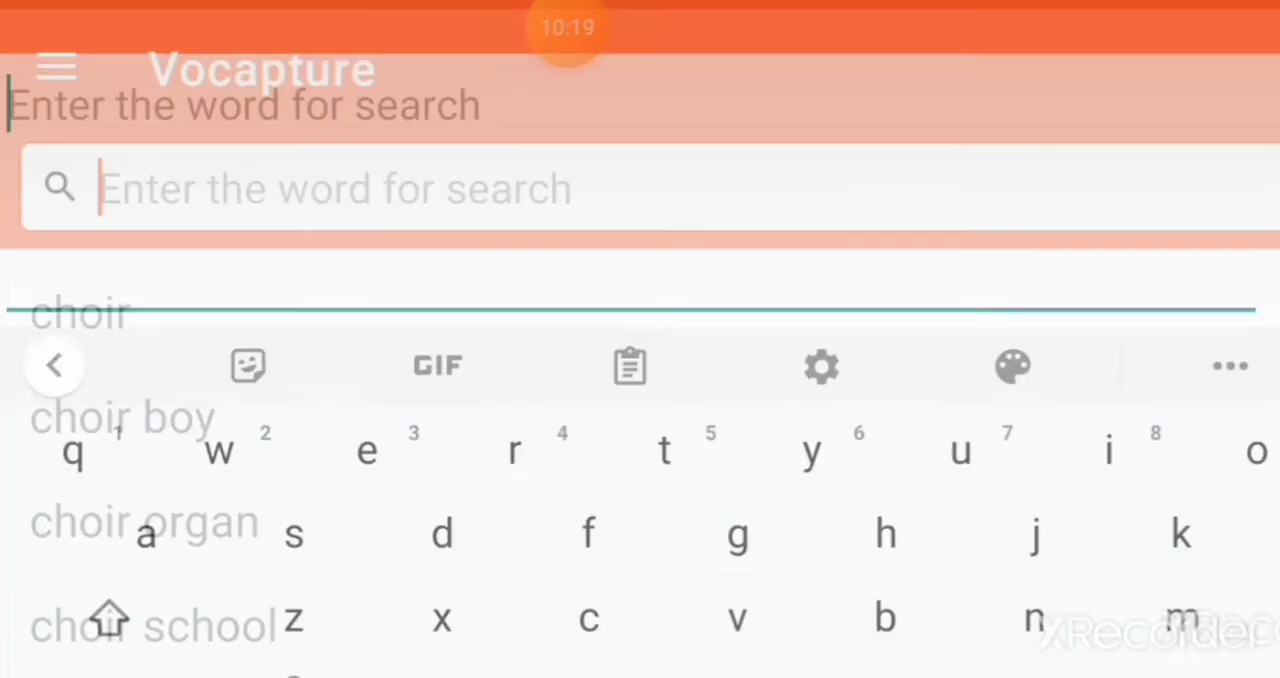 10:19
Vocapture
Enter the word for search
Enter the word for search
choir
GIF
choir boy
q 1 w 2 e 3 r 4 t 5 y 6 u 7 i 8 o
choir organ
a s d f g h j k
choir school
z x c v b n m
XRecorder